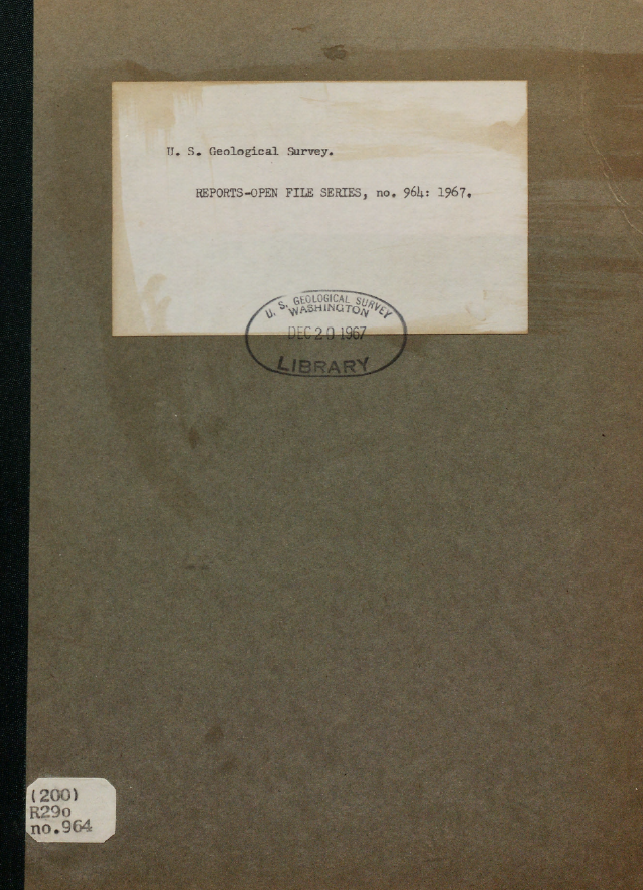 U. S. Geological Survey.
REPORTS-OPEN FILE SERIES, no. 964: 1967.
U. S. GEOLOGICAL SURVEY
WASHINGTON
DEC 20 1967
LIBRARY
(200)
R29o
no.964